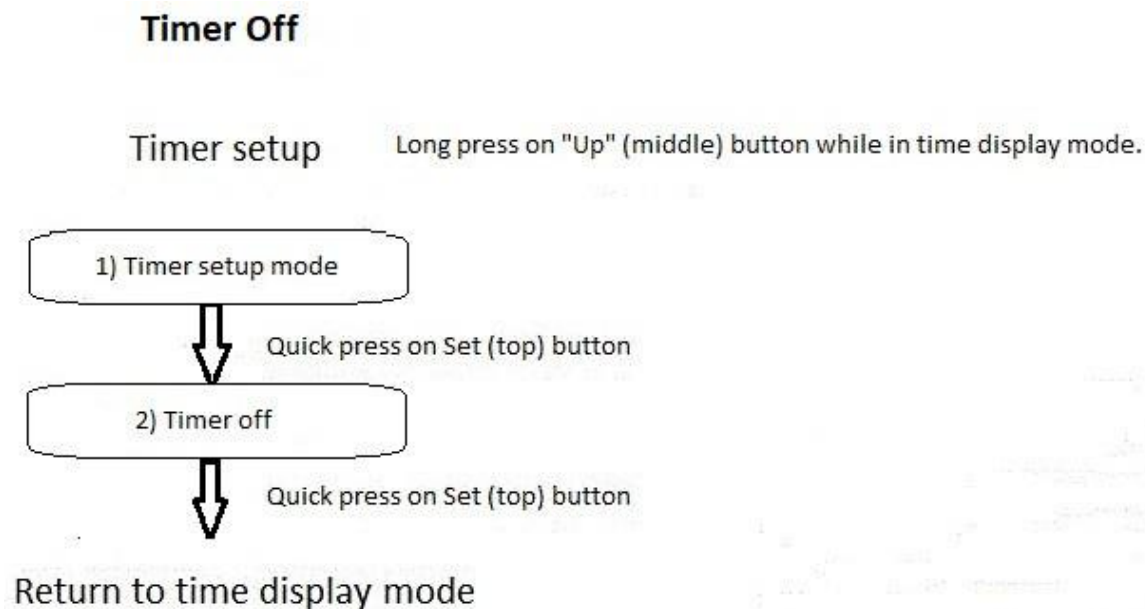 Timer Off
Timer setup
Long press on "Up" (middle) button while in time display mode.
1) Timer setup mode
Quick press on Set (top) button
2) Timer off
Quick press on Set (top) button
Return to time display mode